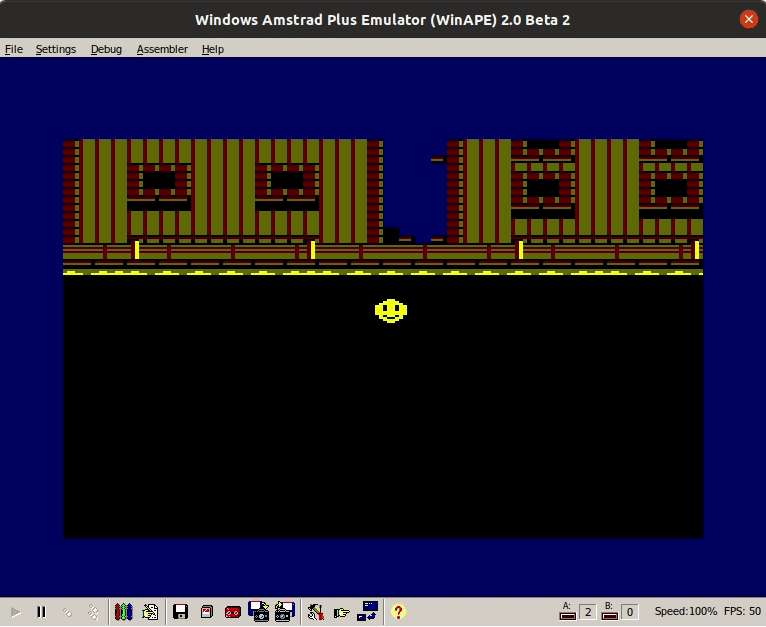 Windows Amstrad Plus Emulator (WinAPE) 2.0 Beta 2
File Settings Debug Assembler Help
A: 2 B: 0 Speed:100% FPS: 50